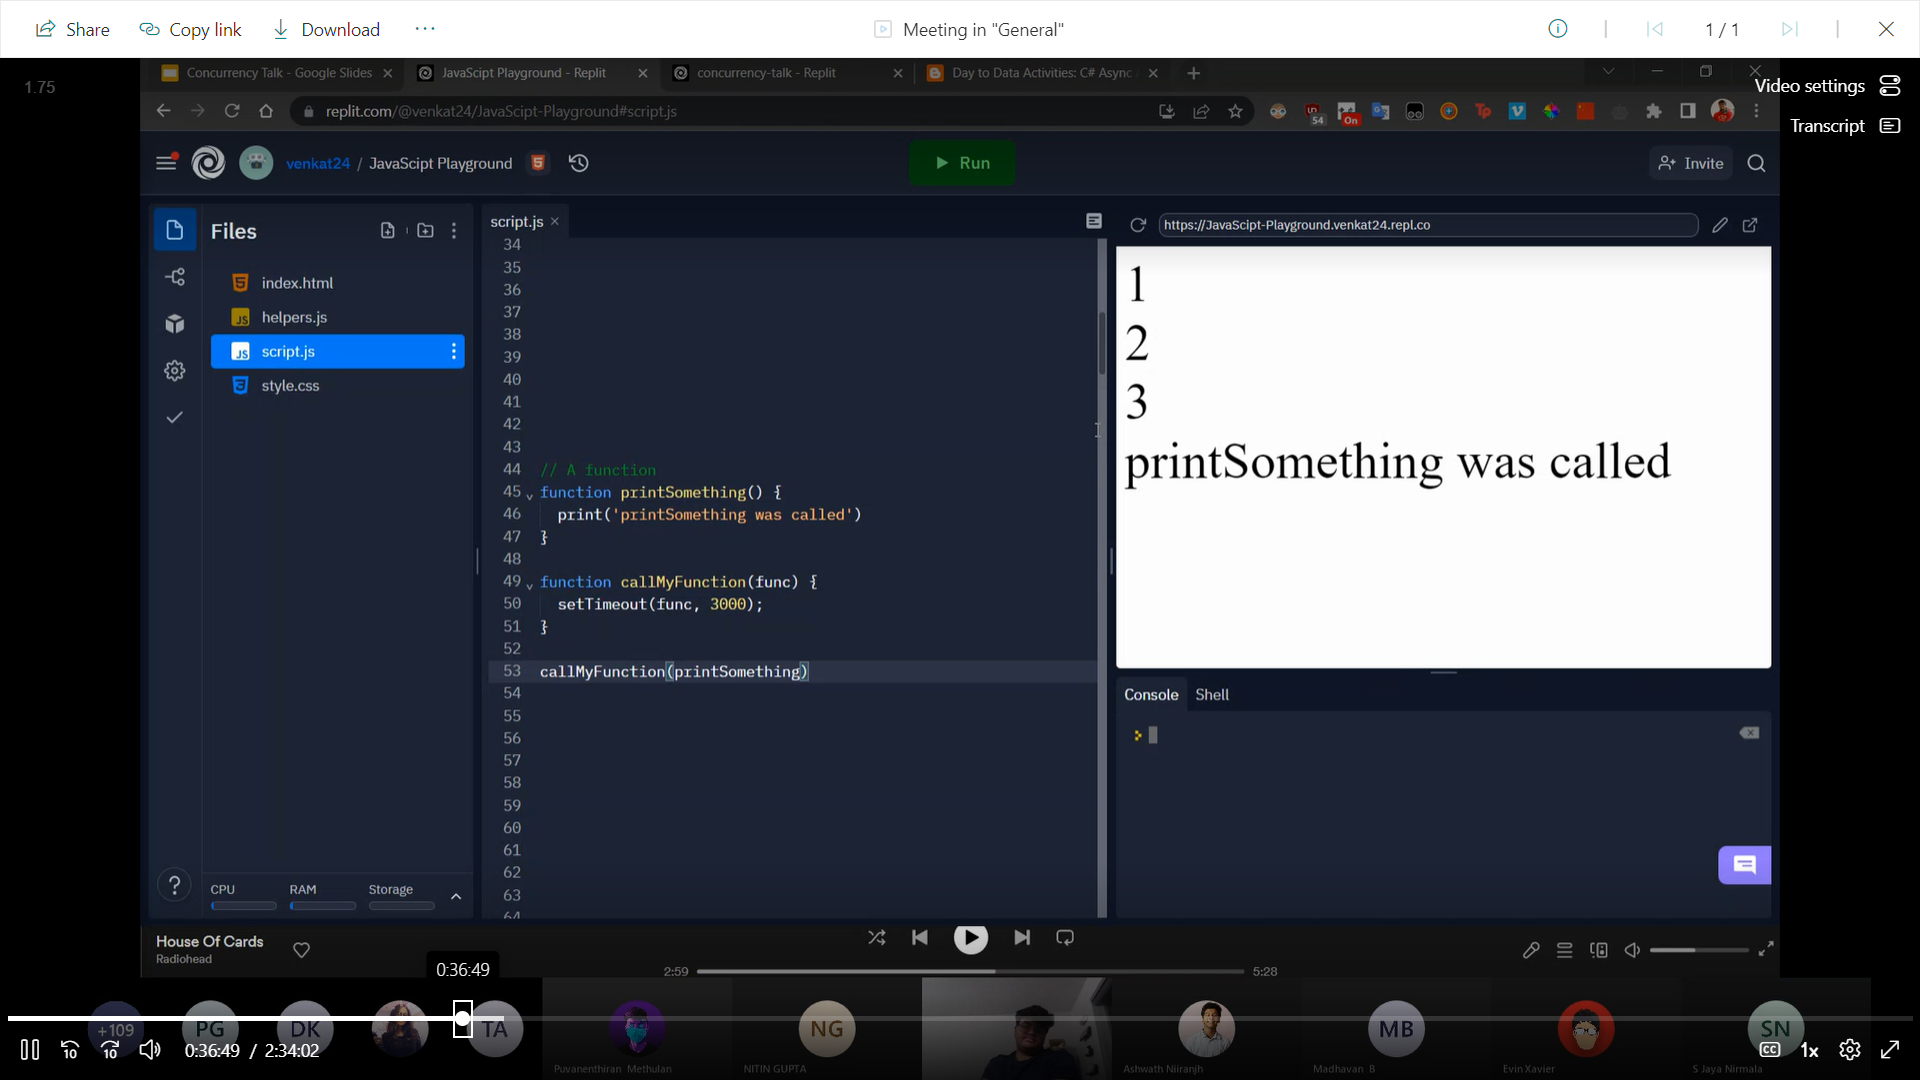 Share
Copy link
Download
Meeting in "General"
1 / 1
1.75
Concurrency Talk - Google Slides
JavaScipt Playground - Replit
concurrency-talk - Replit
Day to Data Activities: C# Async
Video settings
replit.com/@venkat24/JavaScipt-Playground#script.js
54
On
Transcript
venkat24 / JavaScipt Playground
Run
Invite
Files
script.js
https://JavaScipt-Playground.venkat24.repl.co
index.html
helpers.js
script.js
style.css
34
35
36
37
38
39
40
41
42
43
44 // A function
45 function printSomething() {
46 print('printSomething was called')
47 }
48
49 function callMyFunction(func) {
50 setTimeout(func, 3000);
51 }
52
53 callMyFunction(printSomething)
54
55
56
57
58
59
60
61
62
63
64
1
2
3
printSomething was called
Console
Shell
CPU
RAM
Storage
House Of Cards
Radiohead
2:59
5:28
0:36:49
+109
PG
DK
TA
NG
MB
SN
0:36:49 / 2:34:02
10
10
CC
1x
Puvanenthiran Methulan
NITIN GUPTA
Ashwath Niiranjh
Madhavan B
Evin Xavier
S Jaya Nirmala